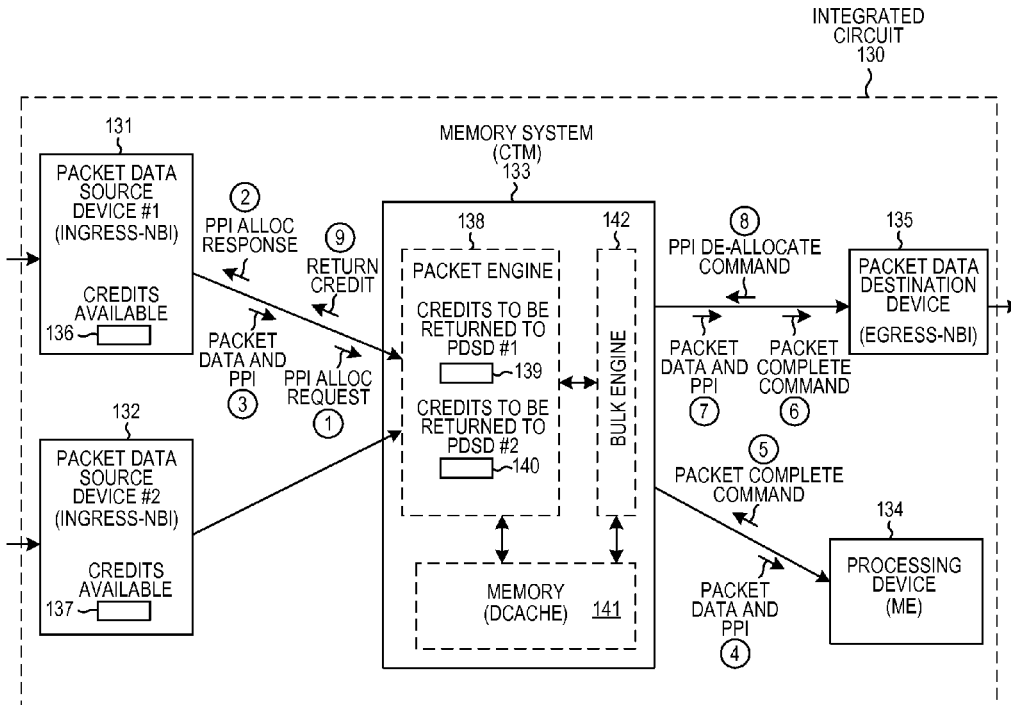 INTEGRATED
CIRCUIT
130
131
PACKET DATA
SOURCE
DEVICE #1
(INGRESS-NBI)
CREDITS
AVAILABLE
136
2
PPI ALLOC
RESPONSE
9
RETURN
CREDIT
PACKET
DATA AND
PPI
3
PPI ALLOC
REQUEST
1
132
PACKET DATA
SOURCE
DEVICE #2
(INGRESS-NBI)
CREDITS
AVAILABLE
137
MEMORY SYSTEM
(CTM)
133
138
PACKET ENGINE
CREDITS TO BE
RETURNED TO
PDSD #1
139
CREDITS TO BE
RETURNED TO
PDSD #2
140
142
BULK ENGINE
MEMORY
(DCACHE)
141
8
PPI DE-ALLOCATE
COMMAND
PACKET
DATA AND
PPI
7
PACKET
COMPLETE
COMMAND
6
135
PACKET DATA
DESTINATION
DEVICE
(EGRESS-NBI)
5
PACKET COMPLETE
COMMAND
PACKET
DATA AND
PPI
4
134
PROCESSING
DEVICE
(ME)